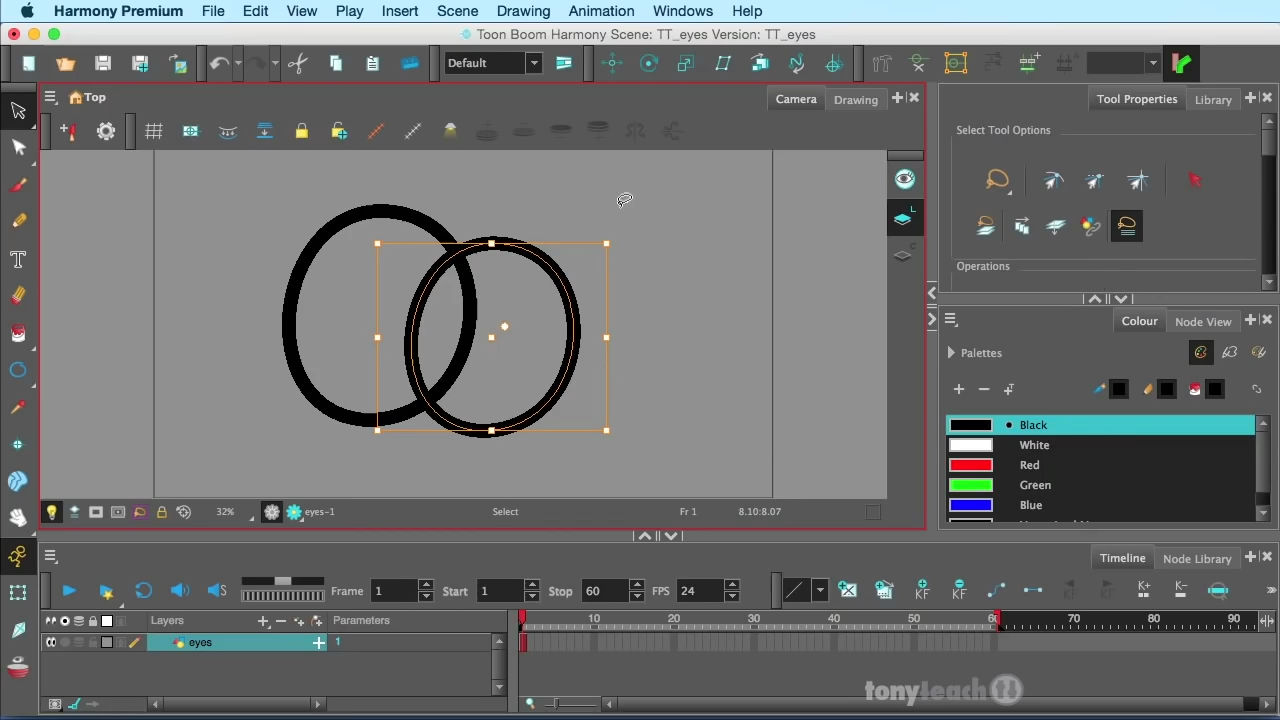 Harmony Premium File Edit View Play Insert Scene Drawing Animation Windows Help
Toon Boom Harmony Scene: TT_eyes Version: TT_eyes
Default
Top
Camera
Drawing
Tool Properties
Library
Select Tool Options
Operations
Colour
Node View
Palettes
Black
White
Red
Green
Blue
32%
eyes-1
Select
Fr 1
8.10:8.07
Timeline
Node Library
Frame 1 Start 1 Stop 60 FPS 24
KF KF K+ K-
Layers
Parameters
10 20 30 40 50 60 70 80 90
eyes
1
tonyteach